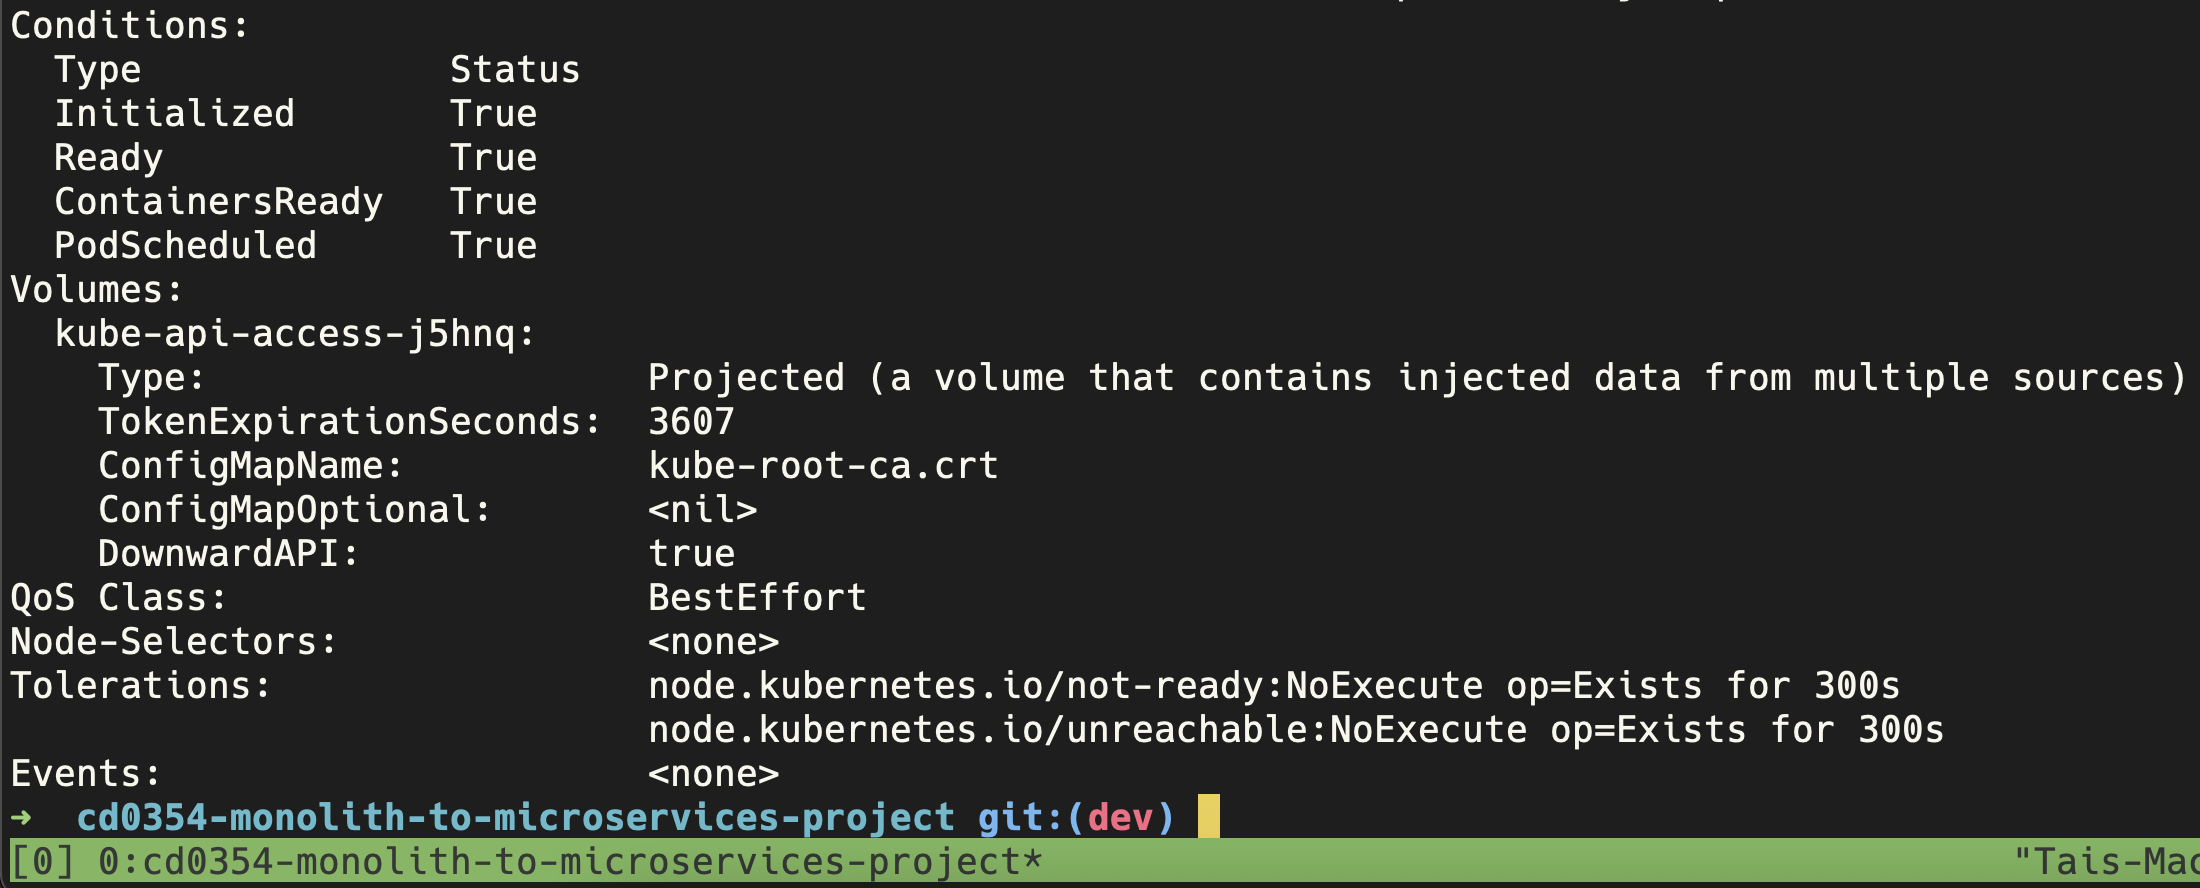 Conditions:
  Type              Status
  Initialized       True
  Ready             True
  ContainersReady   True
  PodScheduled      True
Volumes:
  kube-api-access-j5hnq:
    Type:                    Projected (a volume that contains injected data from multiple sources)
    TokenExpirationSeconds:  3607
    ConfigMapName:           kube-root-ca.crt
    ConfigMapOptional:       <nil>
    DownwardAPI:             true
QoS Class:                   BestEffort
Node-Selectors:              <none>
Tolerations:                 node.kubernetes.io/not-ready:NoExecute op=Exists for 300s
                             node.kubernetes.io/unreachable:NoExecute op=Exists for 300s
Events:                      <none>
➜  cd0354-monolith-to-microservices-project git:(dev)
[0] 0:cd0354-monolith-to-microservices-project* "Tais-Mac